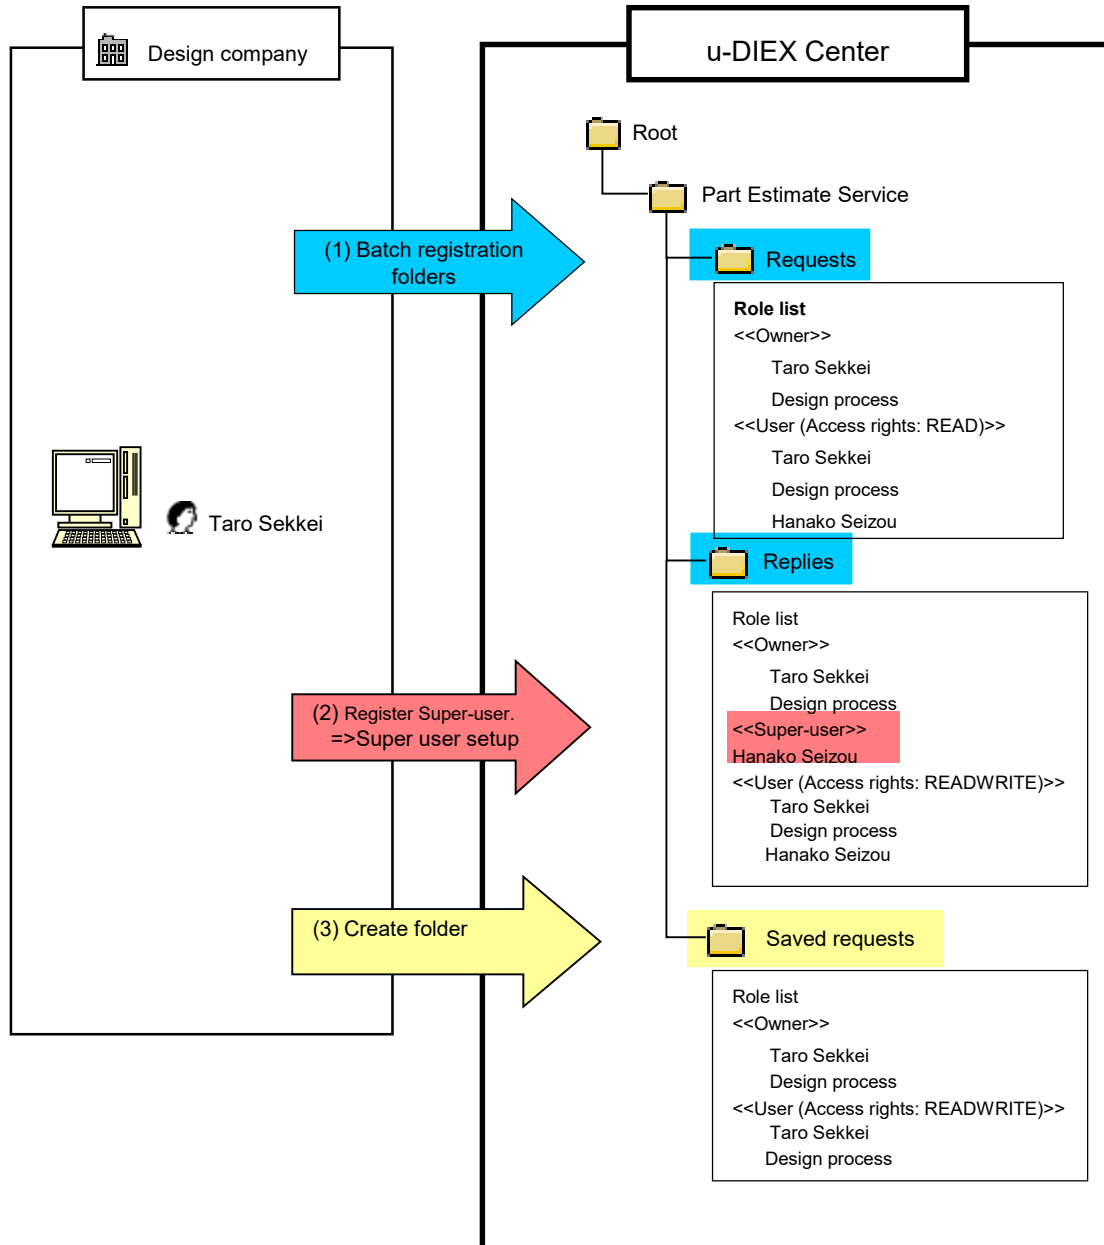 Design company
u-DIEX Center
Root
Part Estimate Service
(1) Batch registration
folders
Requests
Role list
<<Owner>>
Taro Sekkei
Design process
<<User (Access rights: READ)>>
Taro Sekkei
Design process
Hanako Seizou
Taro Sekkei
Replies
Role list
<<Owner>>
Taro Sekkei
Design process
(2) Register Super-user.
=>Super user setup
<<Super-user>>
Hanako Seizou
<<User (Access rights: READWRITE)>>
Taro Sekkei
Design process
Hanako Seizou
(3) Create folder
Saved requests
Role list
<<Owner>>
Taro Sekkei
Design process
<<User (Access rights: READWRITE)>>
Taro Sekkei
Design process